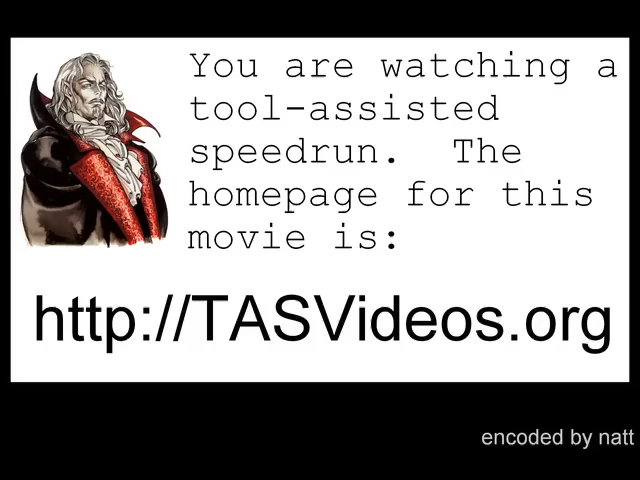 You are watching a
tool-assisted
speedrun.  The
homepage for this
movie is:
http://TASVideos.org
encoded by natt